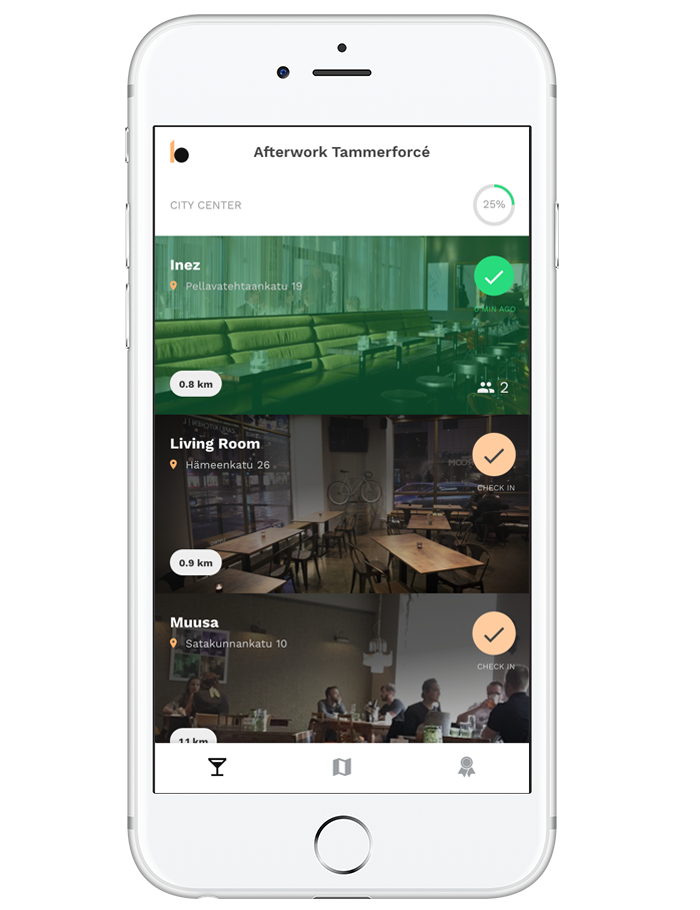 Afterwork Tammerforcé
CITY CENTER
25%
Inez
Pellavatehtaankatu 19
MIN AGO
0.8 km
2
Living Room
Hämeenkatu 26
CHECK IN
0.9 km
Muusa
Satakunnankatu 10
CHECK IN
1.1 km